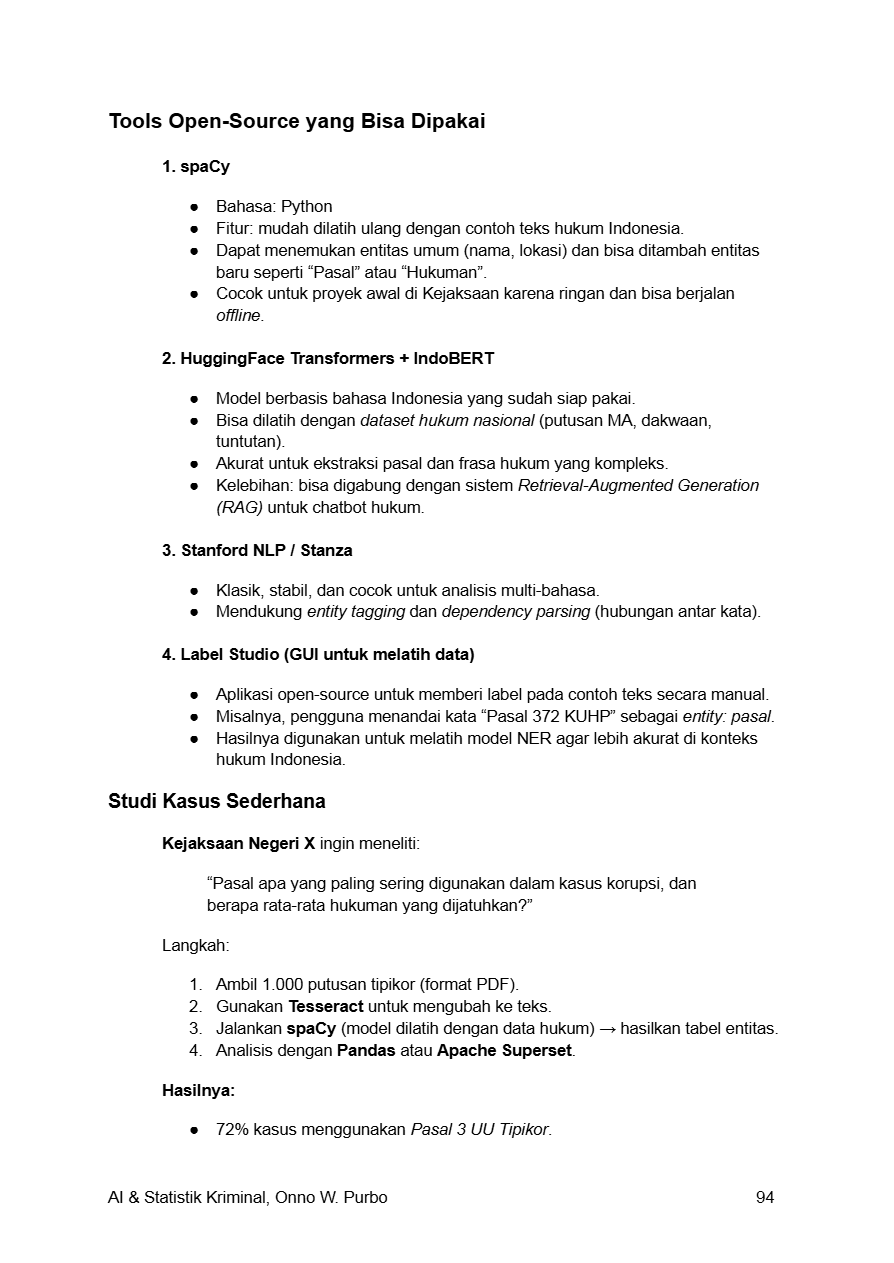 Tools Open-Source yang Bisa Dipakai
1. spaCy
● Bahasa: Python
● Fitur: mudah dilatih ulang dengan contoh teks hukum Indonesia.
● Dapat menemukan entitas umum (nama, lokasi) dan bisa ditambah entitas
baru seperti “Pasal” atau “Hukuman”.
● Cocok untuk proyek awal di Kejaksaan karena ringan dan bisa berjalan
offline.
2. HuggingFace Transformers + IndoBERT
● Model berbasis bahasa Indonesia yang sudah siap pakai.
● Bisa dilatih dengan dataset hukum nasional (putusan MA, dakwaan,
tuntutan).
● Akurat untuk ekstraksi pasal dan frasa hukum yang kompleks.
● Kelebihan: bisa digabung dengan sistem Retrieval-Augmented Generation
(RAG) untuk chatbot hukum.
3. Stanford NLP / Stanza
● Klasik, stabil, dan cocok untuk analisis multi-bahasa.
● Mendukung entity tagging dan dependency parsing (hubungan antar kata).
4. Label Studio (GUI untuk melatih data)
● Aplikasi open-source untuk memberi label pada contoh teks secara manual.
● Misalnya, pengguna menandai kata “Pasal 372 KUHP” sebagai entity: pasal.
● Hasilnya digunakan untuk melatih model NER agar lebih akurat di konteks
hukum Indonesia.
Studi Kasus Sederhana
Kejaksaan Negeri X ingin meneliti:
“Pasal apa yang paling sering digunakan dalam kasus korupsi, dan
berapa rata-rata hukuman yang dijatuhkan?”
Langkah:
1. Ambil 1.000 putusan tipikor (format PDF).
2. Gunakan Tesseract untuk mengubah ke teks.
3. Jalankan spaCy (model dilatih dengan data hukum) → hasilkan tabel entitas.
4. Analisis dengan Pandas atau Apache Superset.
Hasilnya:
● 72% kasus menggunakan Pasal 3 UU Tipikor.
AI & Statistik Kriminal, Onno W. Purbo 94